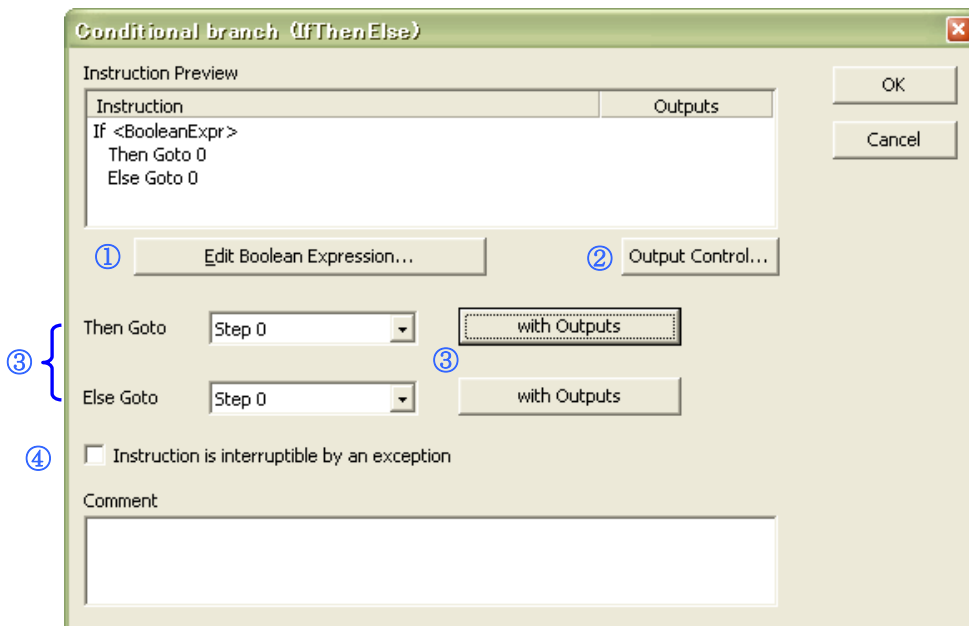 Conditional branch (IfThenElse)
Instruction Preview
OK
Instruction Outputs
If <BooleanExpr>
Then Goto 0
Else Goto 0
Cancel
① Edit Boolean Expression... ② Output Control...
Then Goto Step 0 with Outputs
③ ③
Else Goto Step 0 with Outputs
④ Instruction is interruptible by an exception
Comment